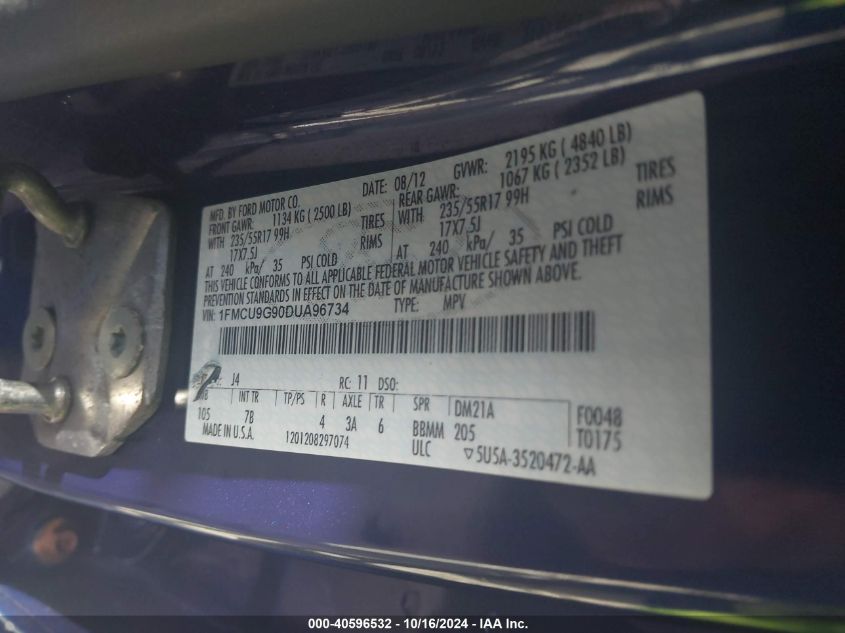 MFD. BY FORD MOTOR CO. DATE: 08/12 GVWR: 2195 KG ( 4840 LB)
FRONT GAWR: 1134 KG ( 2500 LB) REAR GAWR: 1067 KG ( 2352 LB)
WITH 235/55R17 99H TIRES WITH 235/55R17 99H TIRES
17X7.5J RIMS 17X7.5J RIMS
AT 240 kPa/ 35 PSI COLD AT 240 kPa/ 35 PSI COLD
THIS VEHICLE CONFORMS TO ALL APPLICABLE FEDERAL MOTOR VEHICLE SAFETY AND THEFT
PREVENTION STANDARDS IN EFFECT ON THE DATE OF MANUFACTURE SHOWN ABOVE.
VIN: 1FMCU9G90DUA96734 TYPE: MPV
J4 RC: 11 DSO:
INT TR TP/PS R AXLE TR SPR DM21A F0048
105 7B 4 3A 6 BBMM 205 T0175
MADE IN U.S.A. 1201208297074 ULC ▽5U5A-3520472-AA
000-40596532 - 10/16/2024 - IAA Inc.